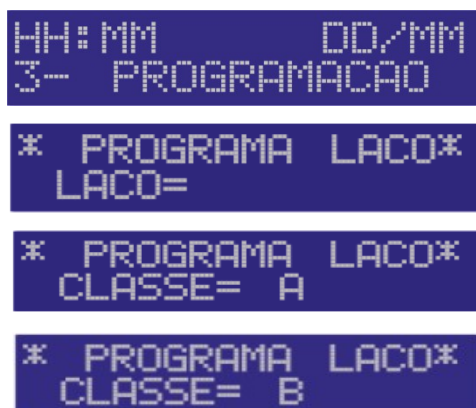 HH:MM DD/MM
3- PROGRAMACAO
* PROGRAMA LACO*
LACO=
* PROGRAMA LACO*
CLASSE= A
* PROGRAMA LACO*
CLASSE= B